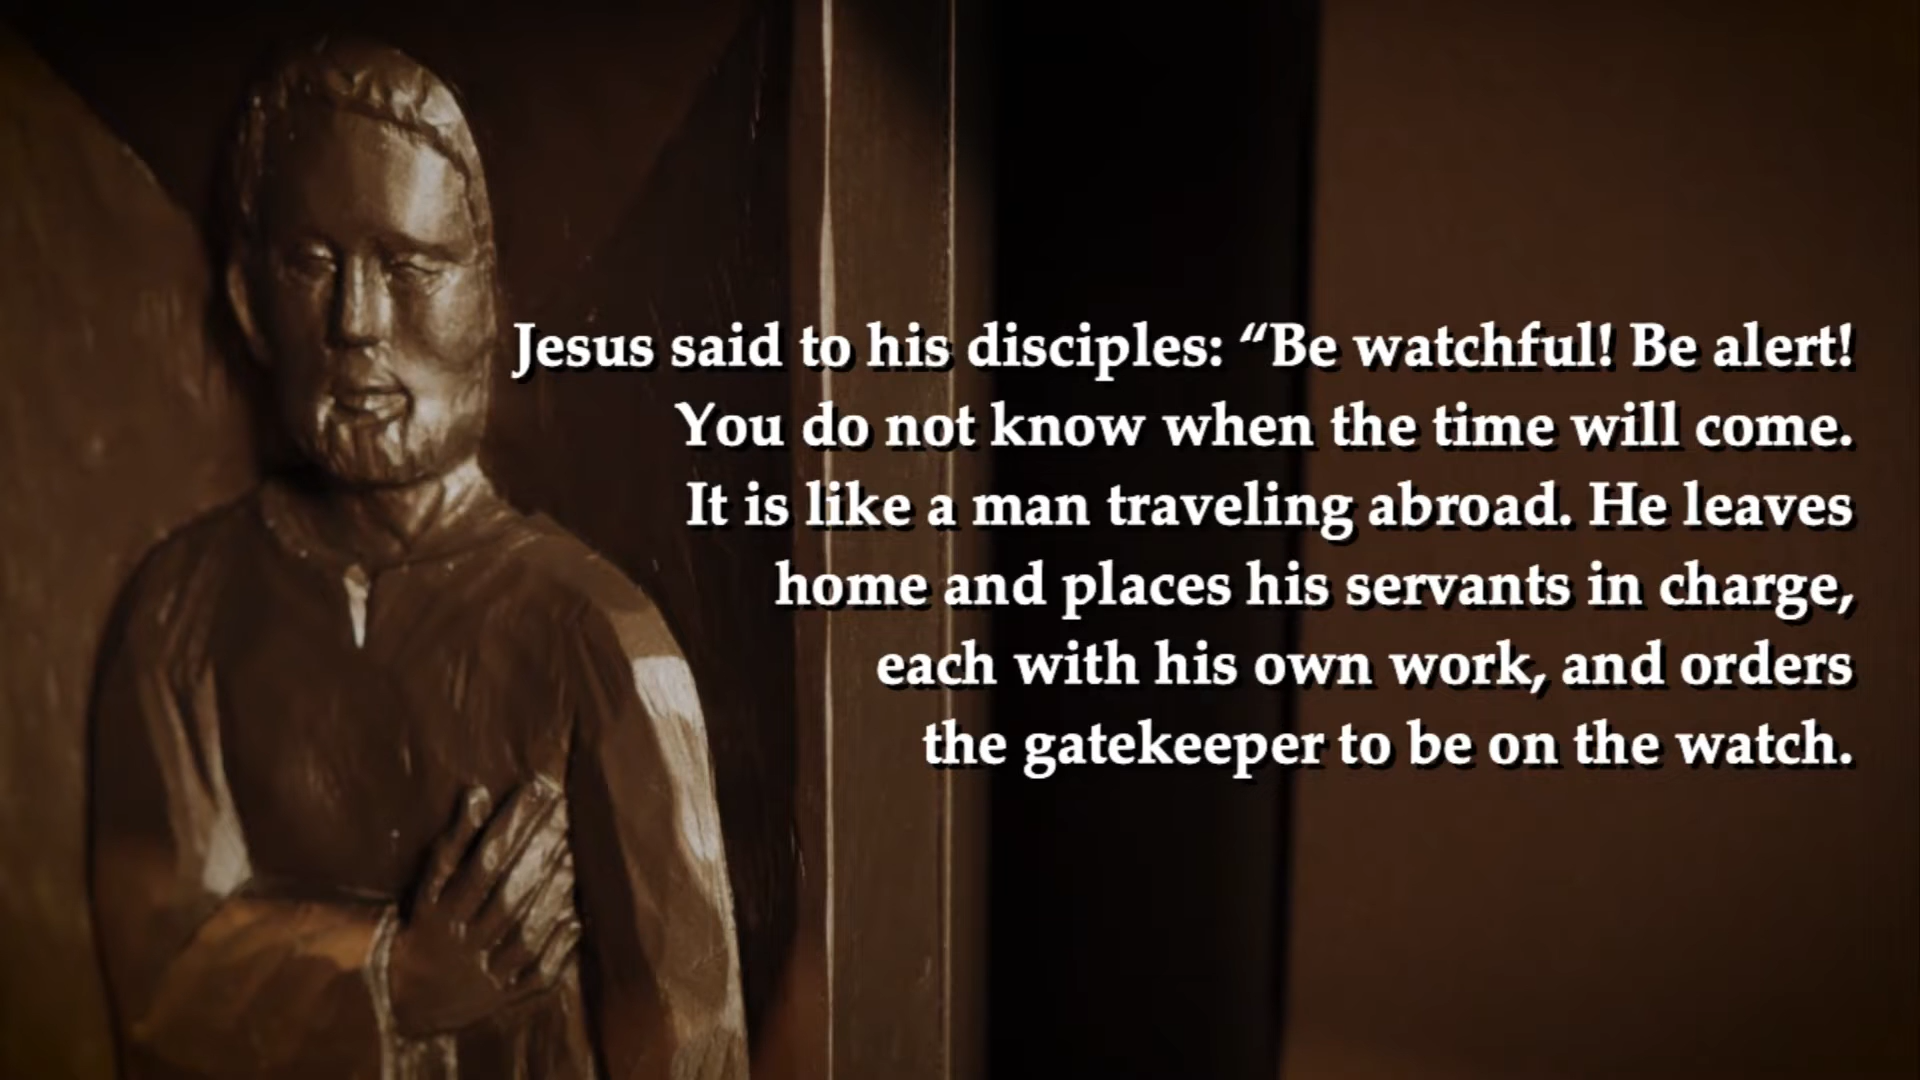 Jesus said to his disciples: “Be watchful! Be alert!
You do not know when the time will come.
It is like a man traveling abroad. He leaves
home and places his servants in charge,
each with his own work, and orders
the gatekeeper to be on the watch.